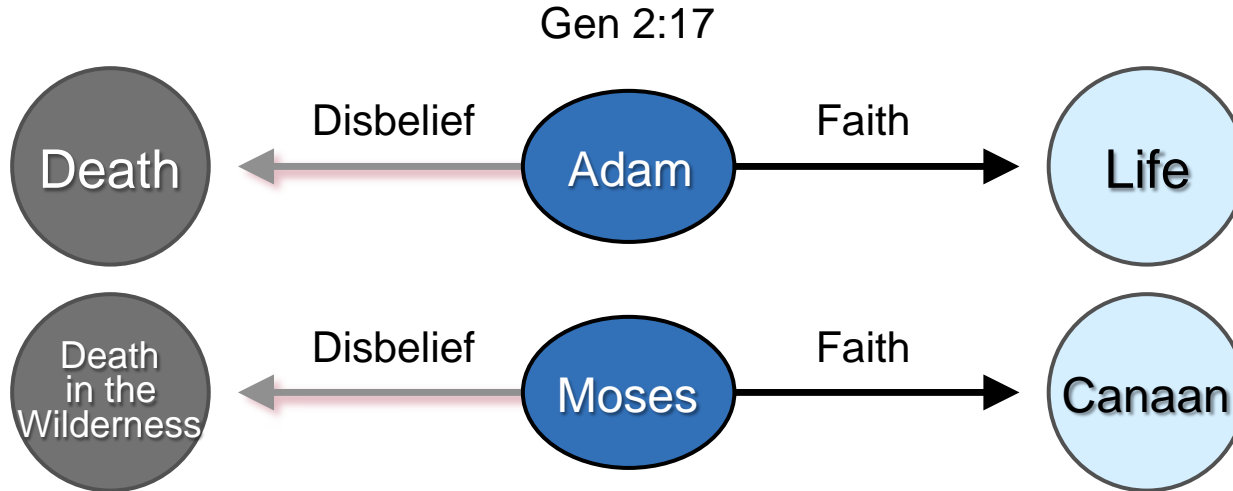 Gen 2:17
Death
Disbelief
Adam
Faith
Life
Death
in the
Wilderness
Disbelief
Moses
Faith
Canaan